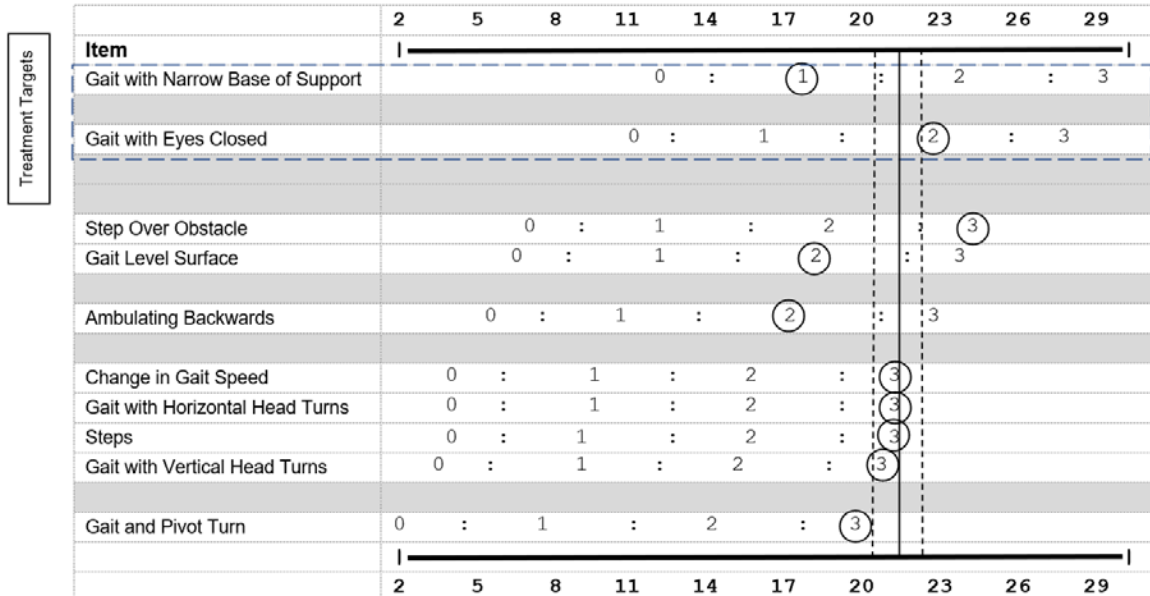 2 5 8 11 14 17 20 23 26 29
Treatment Targets
Item
Gait with Narrow Base of Support 0 : 1 : 2 : 3
Gait with Eyes Closed 0 : 1 : 2 : 3
Step Over Obstacle 0 : 1 : 2 : 3
Gait Level Surface 0 : 1 : 2 : 3
Ambulating Backwards 0 : 1 : 2 : 3
Change in Gait Speed 0 : 1 : 2 : 3
Gait with Horizontal Head Turns 0 : 1 : 2 : 3
Steps 0 : 1 : 2 : 3
Gait with Vertical Head Turns 0 : 1 : 2 : 3
Gait and Pivot Turn 0 : 1 : 2 : 3
2 5 8 11 14 17 20 23 26 29